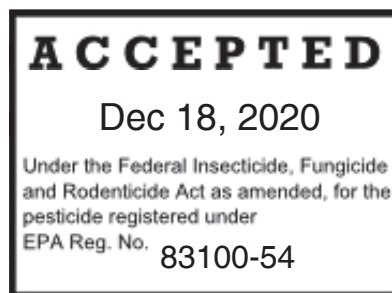 ACCEPTED
Dec 18, 2020
Under the Federal Insecticide, Fungicide
and Rodenticide Act as amended, for the
pesticide registered under
EPA Reg. No. 83100-54